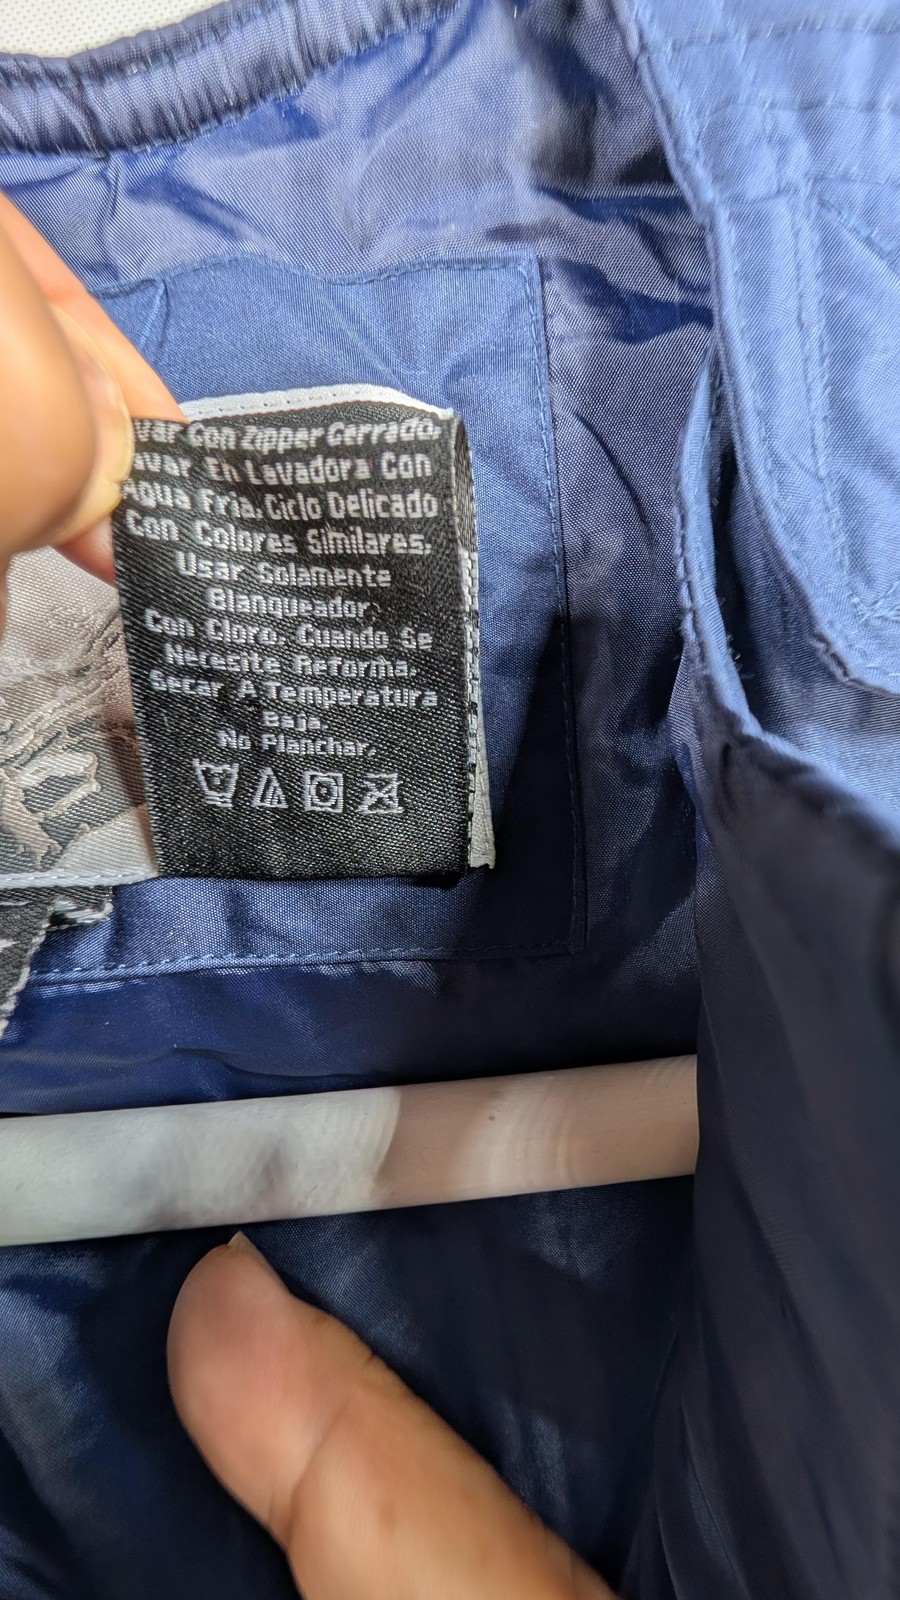 var Con Zipper Cerrado.
avar En Lavadora Con
Agua Fria. Ciclo Delicado
Con Colores Similares.
Usar Solamente
Blanqueador.
Con Cloro. Cuando Se
Necesite Reforma.
Secar A Temperatura
Baja.
No Planchar.